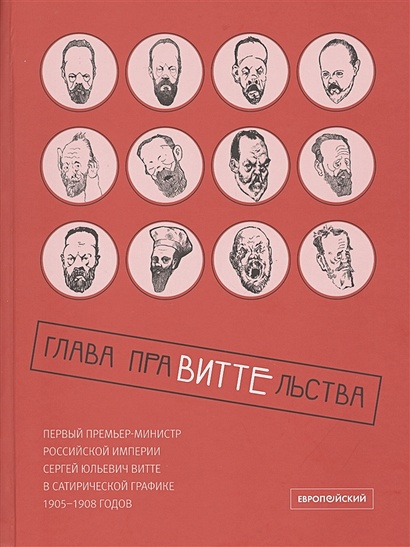 ГЛАВА ПРАВИТТЕЛЬСТВА
ПЕРВЫЙ ПРЕМЬЕР-МИНИСТР
РОССИЙСКОЙ ИМПЕРИИ
СЕРГЕЙ ЮЛЬЕВИЧ ВИТТЕ
В САТИРИЧЕСКОЙ ГРАФИКЕ
1905–1908 ГОДОВ
ЕВРОПЕЙСКИЙ